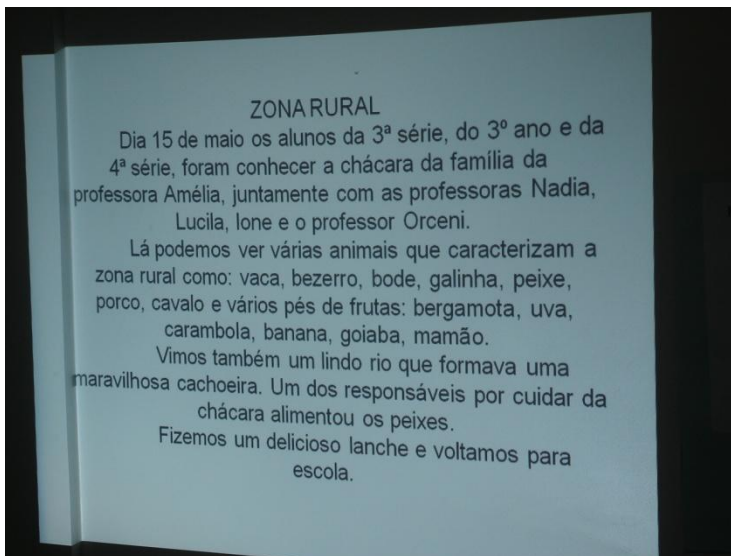 ZONA RURAL
Dia 15 de maio os alunos da 3ª série, do 3º ano e da
4ª série, foram conhecer a chácara da família da
professora Amélia, juntamente com as professoras Nadia,
Lucila, Ione e o professor Orceni.
Lá podemos ver várias animais que caracterizam a
zona rural como: vaca, bezerro, bode, galinha, peixe,
porco, cavalo e vários pés de frutas: bergamota, uva,
carambola, banana, goiaba, mamão.
Vimos também um lindo rio que formava uma
maravilhosa cachoeira. Um dos responsáveis por cuidar da
chácara alimentou os peixes.
Fizemos um delicioso lanche e voltamos para
escola.